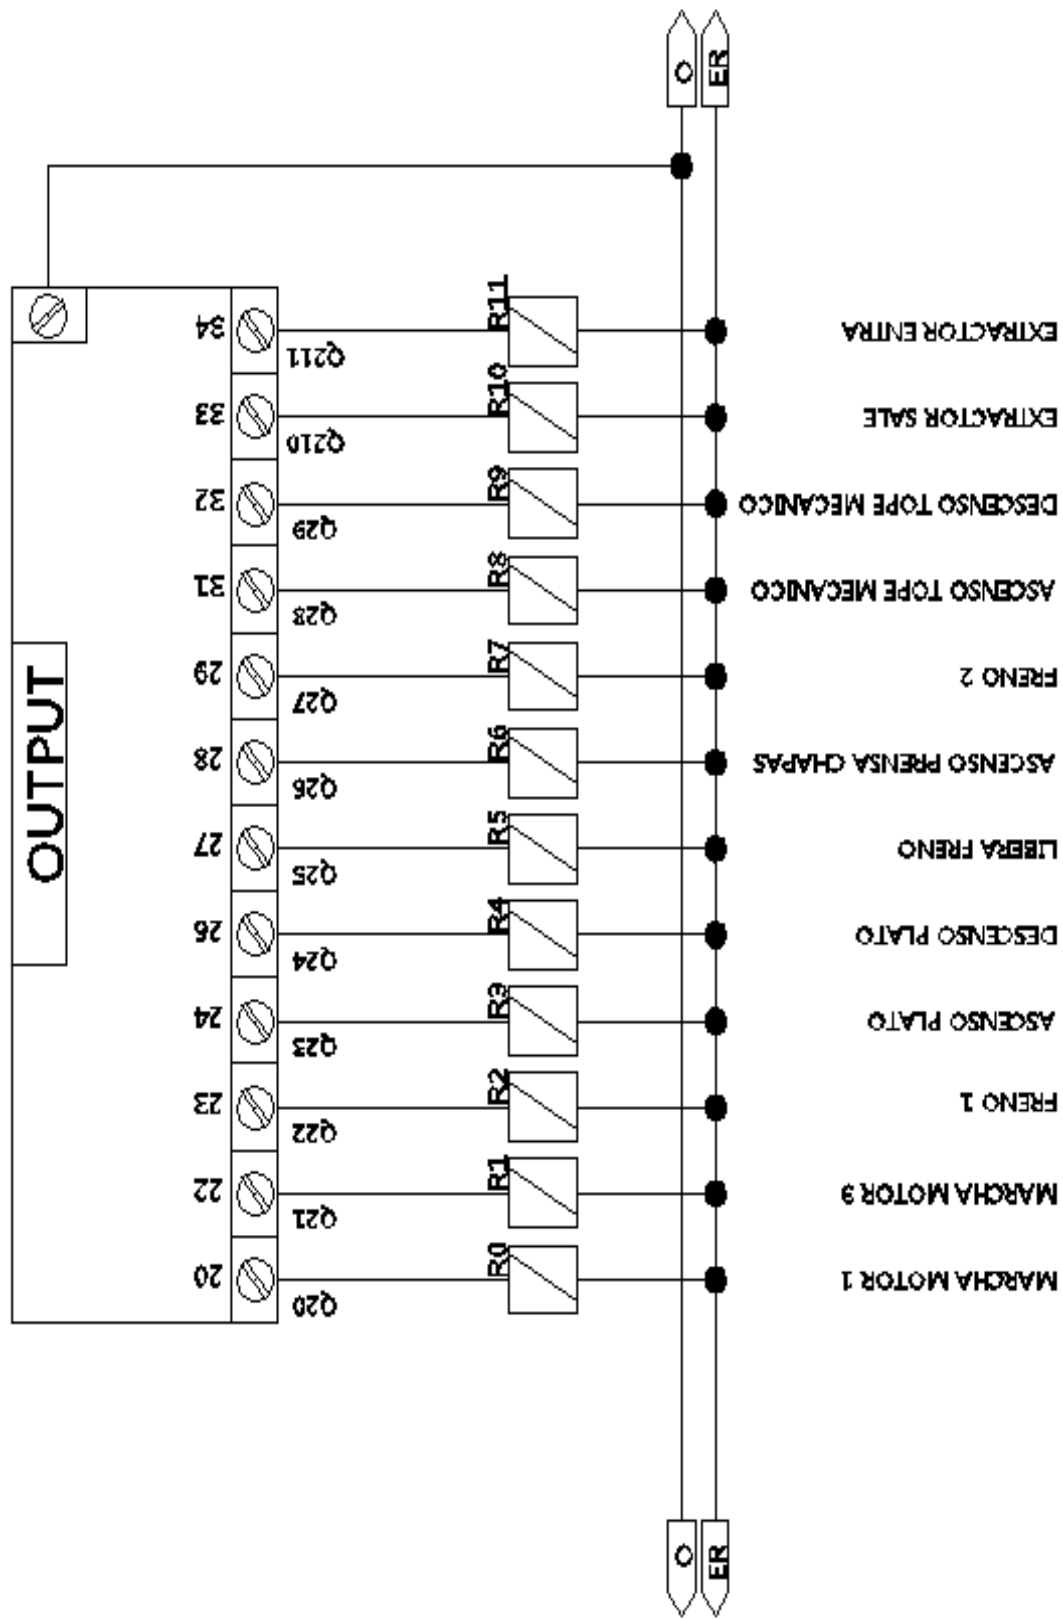 O
ER
34
Q211
R11
EXTRACTOR ENTRA
33
Q210
R10
EXTRACTOR SALE
32
Q29
R9
DESCENSO TOPE MECANICO
31
Q28
R8
ASCENSO TOPE MECANICO
OUTPUT
29
Q27
R7
FRENO 2
28
Q26
R6
ASCENSO PRENSA CHAPAS
27
Q25
R5
LIBERA FRENO
26
Q24
R4
DESCENSO PLATO
24
Q23
R3
ASCENSO PLATO
23
Q22
R2
FRENO 1
22
Q21
R1
MARCHA MOTOR 9
20
Q20
R0
MARCHA MOTOR 1
O
ER